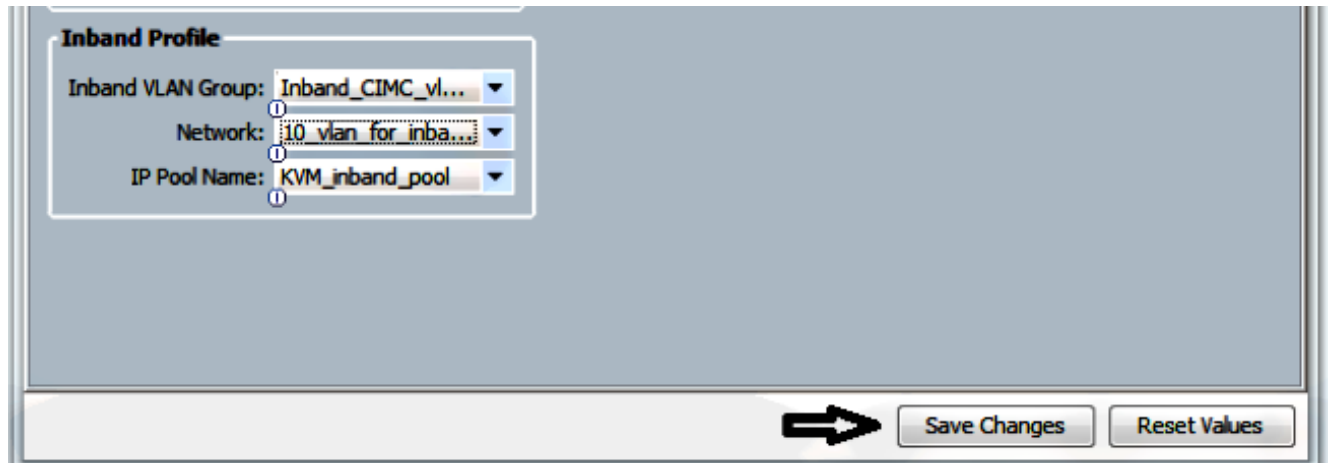 Inband Profile
Inband VLAN Group: Inband_CIMC_vl...
Network: 10_vlan_for_inba...
IP Pool Name: KVM_inband_pool
Save Changes Reset Values